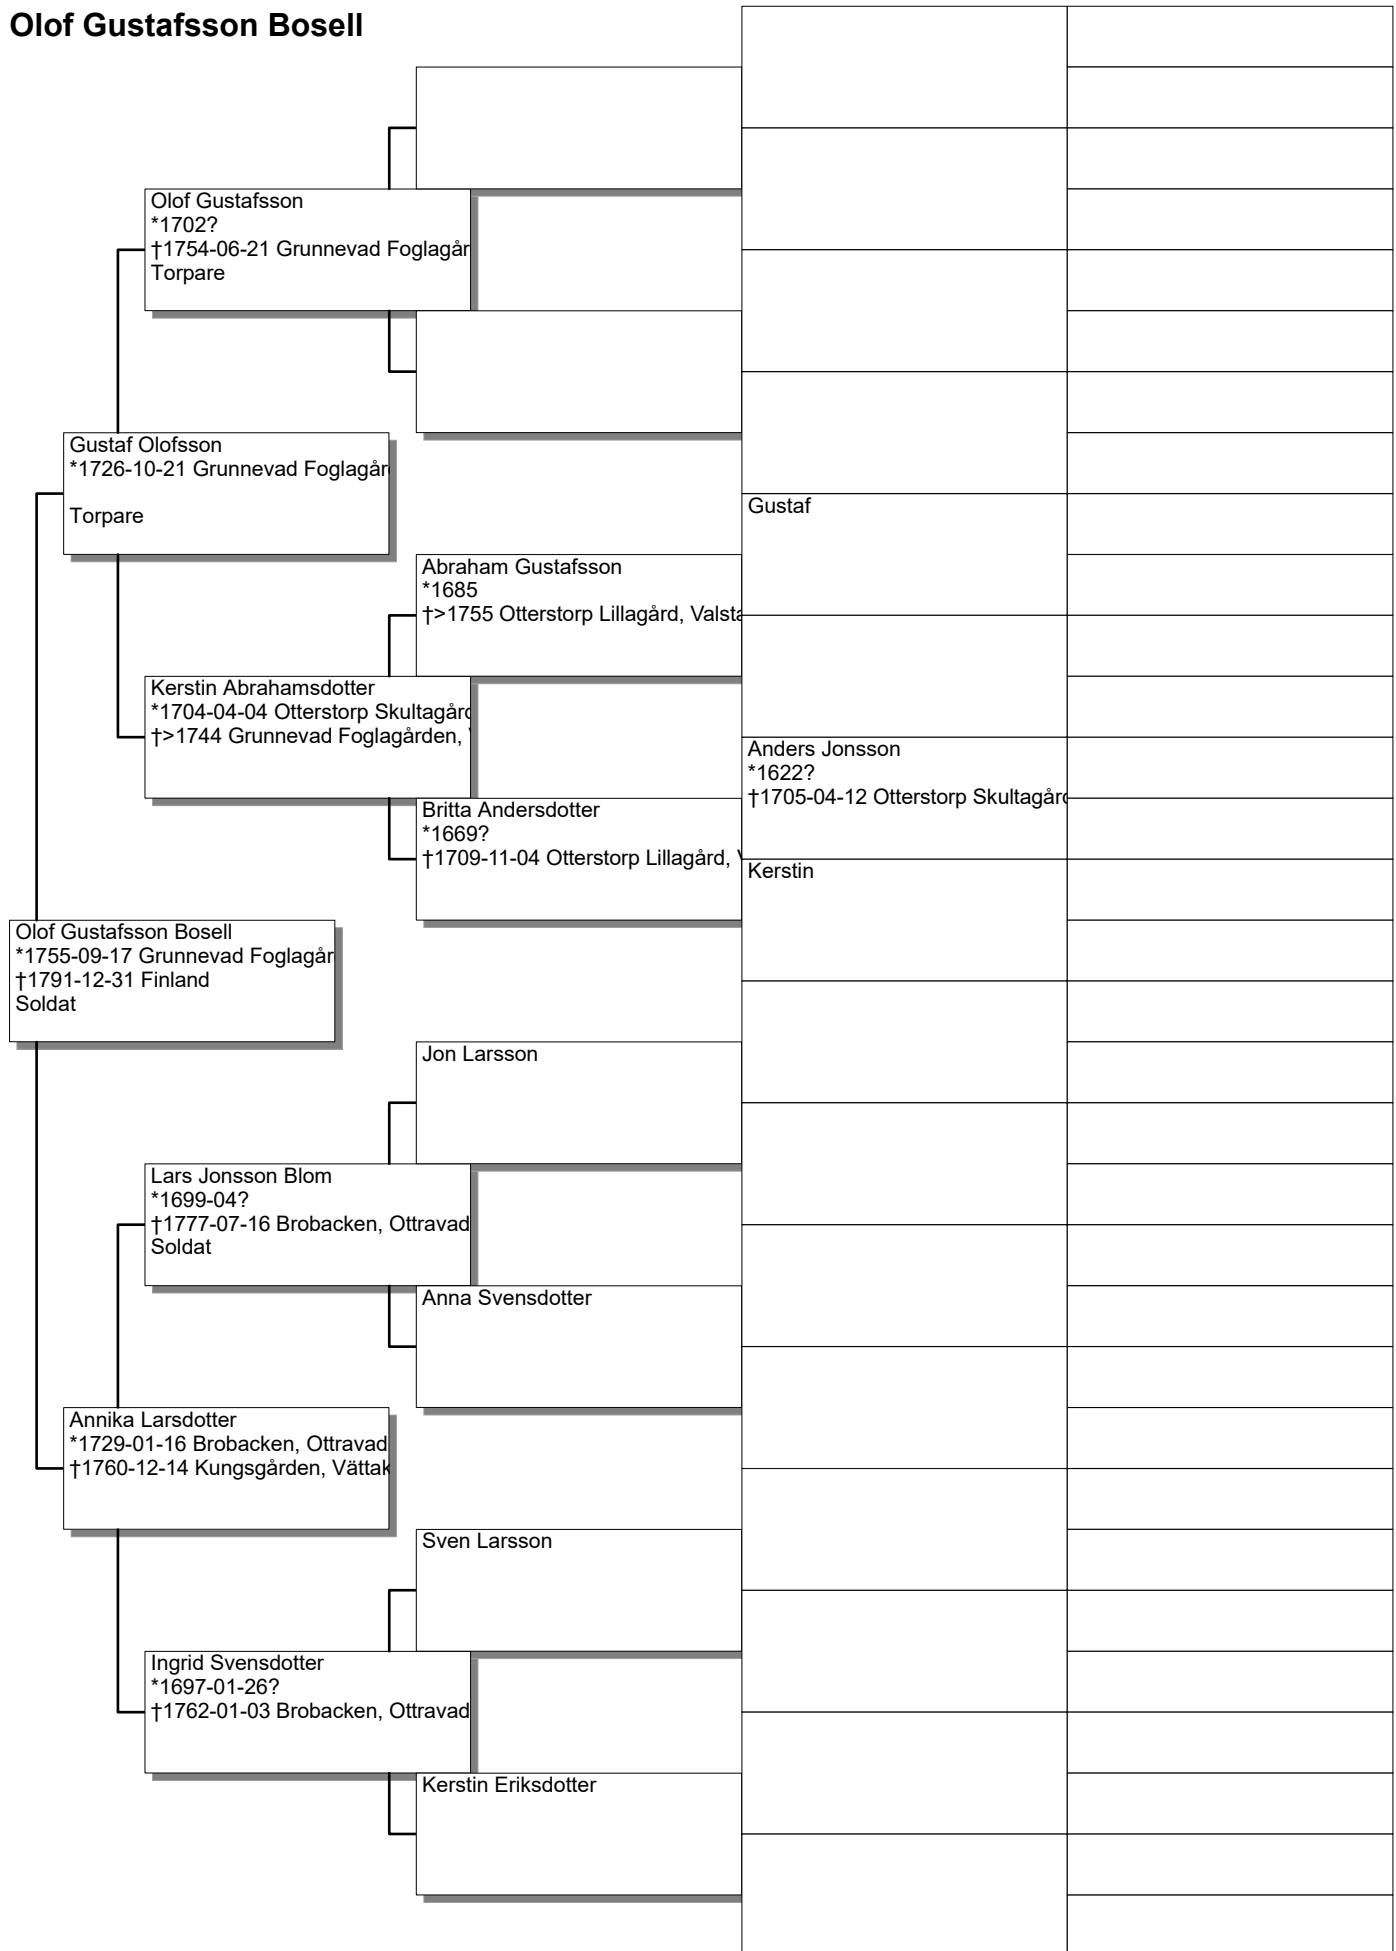 Olof Gustafsson Bosell
Olof Gustafsson
*1702?
†1754-06-21 Grunnevad Foglagår
Torpare
Gustaf Olofsson
*1726-10-21 Grunnevad Foglagår
Torpare
Gustaf
Abraham Gustafsson
*1685
†>1755 Otterstorp Lillagård, Valsta
Kerstin Abrahamsdotter
*1704-04-04 Otterstorp Skultagård
†>1744 Grunnevad Foglagården,
Anders Jonsson
*1622?
†1705-04-12 Otterstorp Skultagård
Britta Andersdotter
*1669?
†1709-11-04 Otterstorp Lillagård,
Kerstin
Olof Gustafsson Bosell
*1755-09-17 Grunnevad Foglagår
†1791-12-31 Finland
Soldat
Jon Larsson
Lars Jonsson Blom
*1699-04?
†1777-07-16 Brobacken, Ottravad
Soldat
Anna Svensdotter
Annika Larsdotter
*1729-01-16 Brobacken, Ottravad
†1760-12-14 Kungsgården, Vättak
Sven Larsson
Ingrid Svensdotter
*1697-01-26?
†1762-01-03 Brobacken, Ottravad
Kerstin Eriksdotter